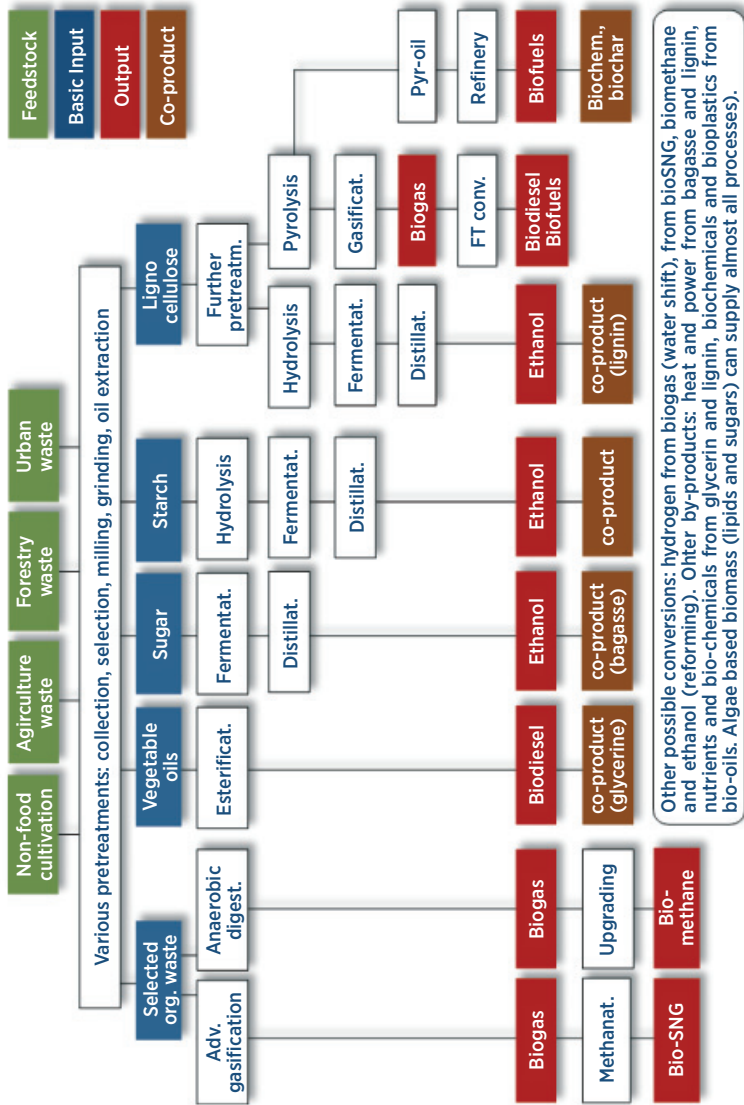 Feedstock
Basic Input
Output
Co-product
Non-food
cultivation
Agirculture
waste
Forestry
waste
Urban
waste
Various pretreatments: collection, selection, milling, grinding, oil extraction
Selected
org. waste
Vegetable
oils
Sugar
Starch
Ligno
cellulose
Adv.
gasification
Anaerobic
digest.
Esterificat.
Fermentat.
Hydrolysis
Further
pretreatm.
Distillat.
Fermentat.
Hydrolysis
Pyrolysis
Distillat.
Fermentat.
Gasificat.
Distillat.
Biogas
Pyr-oil
FT conv.
Refinery
Biogas
Biogas
Biodiesel
Ethanol
Ethanol
Ethanol
Biodiesel
Biofuels
Biofuels
Methanat.
Upgrading
co-product
(glycerine)
co-product
(bagasse)
co-product
co-product
(lignin)
Biochem.,
biochar
Bio-SNG
Bio-
methane
Other possible conversions: hydrogen from biogas (water shift), from bioSNG, biomethane
and ethanol (reforming). Ohter by-products: heat and power from bagasse and lignin,
nutrients and bio-chemicals from glycerin and lignin, biochemicals and bioplastics from
bio-oils. Algae based biomass (lipids and sugars) can supply almost all processes).